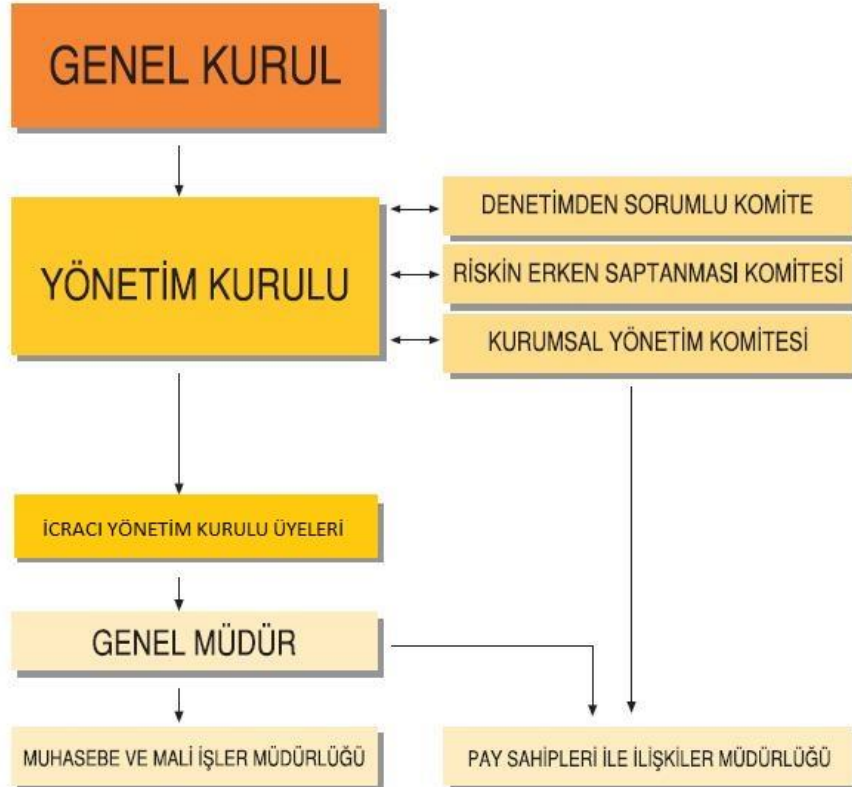 GENEL KURUL
YÖNETİM KURULU
DENETİMDEN SORUMLU KOMİTE
RİSKİN ERKEN SAPTANMASI KOMİTESİ
KURUMSAL YÖNETİM KOMİTESİ
İCRACI YÖNETİM KURULU ÜYELERİ
GENEL MÜDÜR
MUHASEBE VE MALİ İŞLER MÜDÜRLÜĞÜ
PAY SAHİPLERİ İLE İLİŞKİLER MÜDÜRLÜĞÜ